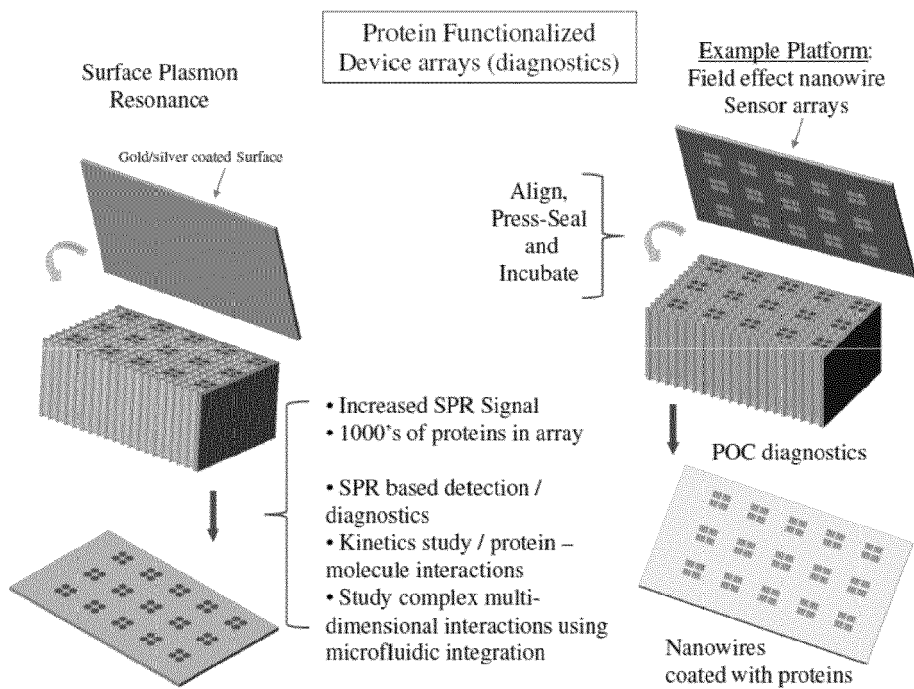 Protein Functionalized
Device arrays (diagnostics)
Surface Plasmon
Resonance
Gold/silver coated Surface
Example Platform:
Field effect nanowire
Sensor arrays
Align,
Press-Seal
and
Incubate
• Increased SPR Signal
• 1000's of proteins in array
• SPR based detection /
diagnostics
• Kinetics study / protein –
molecule interactions
• Study complex multi-
dimensional interactions using
microfluidic integration
POC diagnostics
Nanowires
coated with proteins